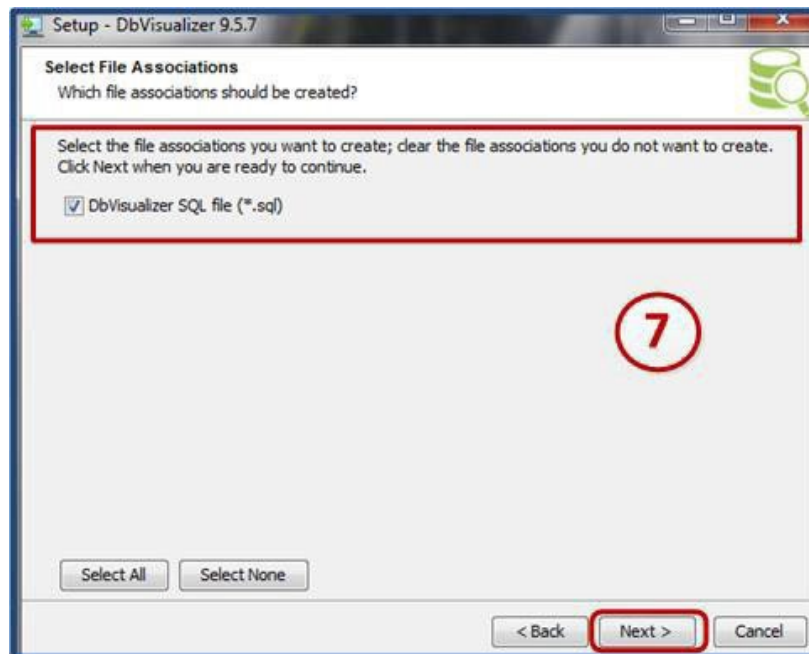 Setup - DbVisualizer 9.5.7
Select File Associations
Which file associations should be created?
Select the file associations you want to create; clear the file associations you do not want to create.
Click Next when you are ready to continue.
DbVisualizer SQL file (*.sql)
7
Select All Select None
< Back Next > Cancel